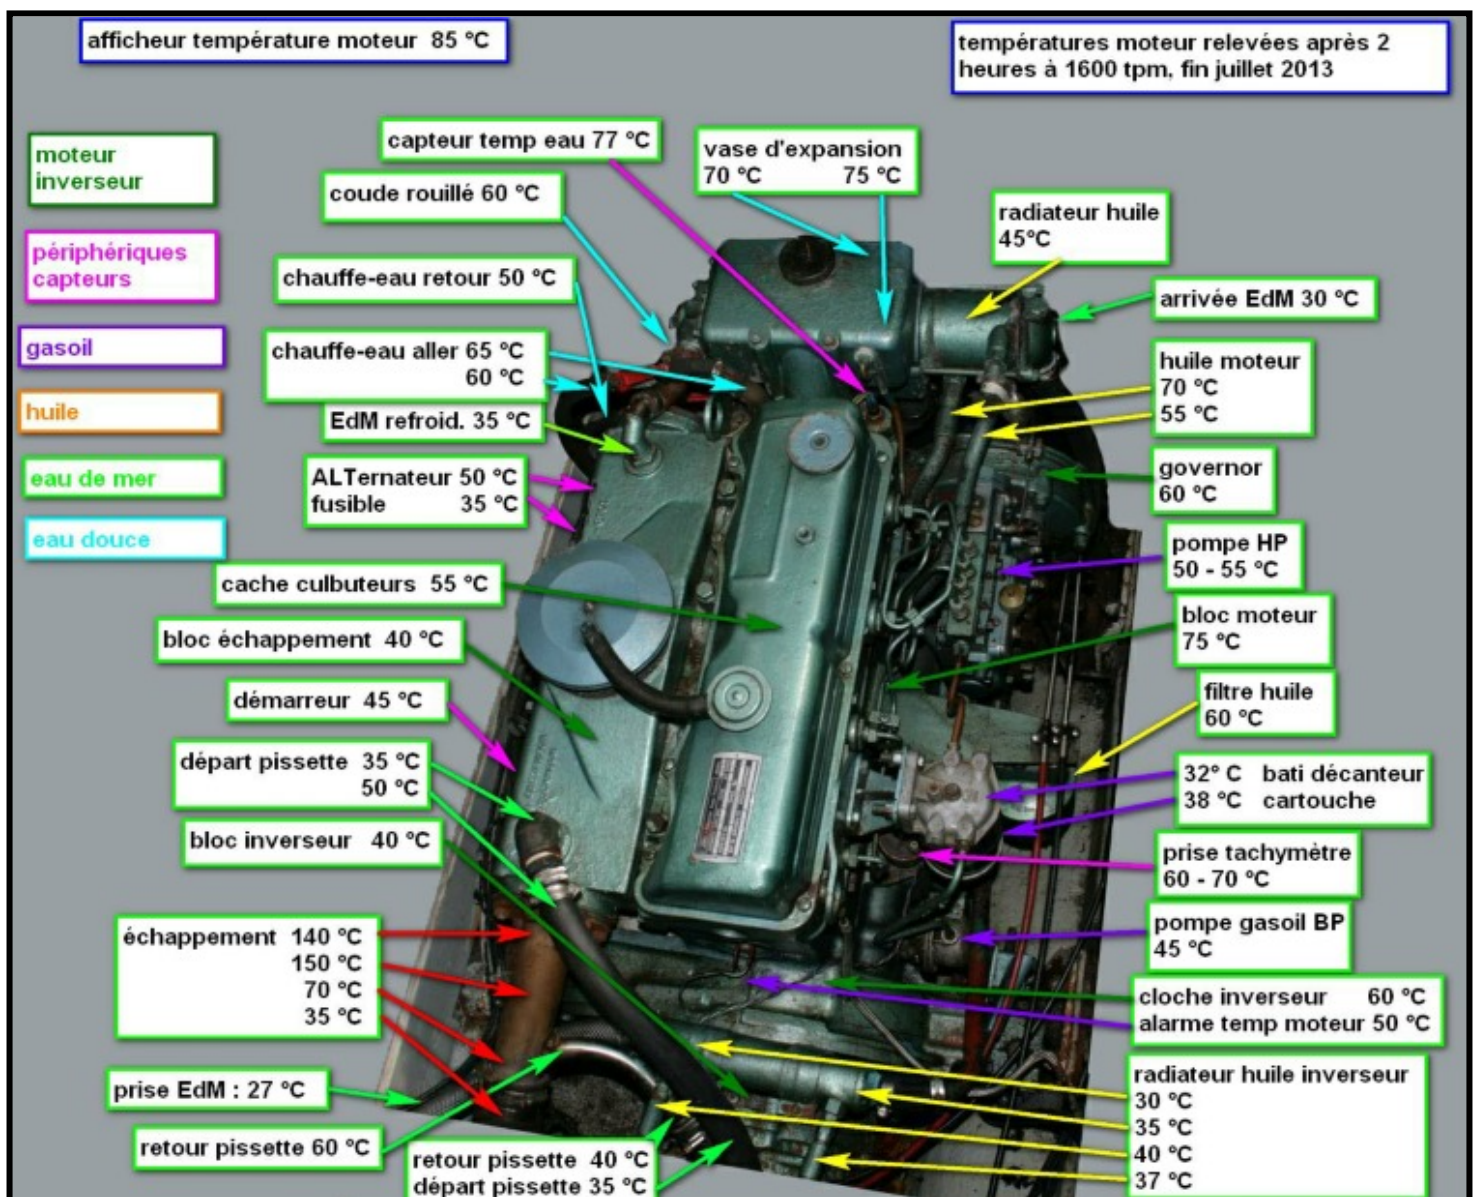 afficheur température moteur 85 °C
températures moteur relevées après 2
heures à 1600 tpm, fin juillet 2013
moteur
inverseur
périphériques
capteurs
gasoil
huile
eau de mer
eau douce
capteur temp eau 77 °C
vase d'expansion
70 °C 75 °C
coude rouillé 60 °C
radiateur huile
45°C
chauffe-eau retour 50 °C
arrivée EdM 30 °C
chauffe-eau aller 65 °C
60 °C
huile moteur
70 °C
55 °C
EdM refroid. 35 °C
ALTernateur 50 °C
fusible 35 °C
governor
60 °C
pompe HP
50 - 55 °C
cache culbuteurs 55 °C
bloc moteur
75 °C
bloc échappement 40 °C
filtre huile
60 °C
démarreur 45 °C
départ pissette 35 °C
50 °C
32° C bati décanteur
38 °C cartouche
bloc inverseur 40 °C
prise tachymètre
60 - 70 °C
échappement 140 °C
150 °C
70 °C
35 °C
pompe gasoil BP
45 °C
cloche inverseur 60 °C
alarme temp moteur 50 °C
prise EdM : 27 °C
radiateur huile inverseur
30 °C
35 °C
40 °C
37 °C
retour pissette 60 °C
retour pissette 40 °C
départ pissette 35 °C